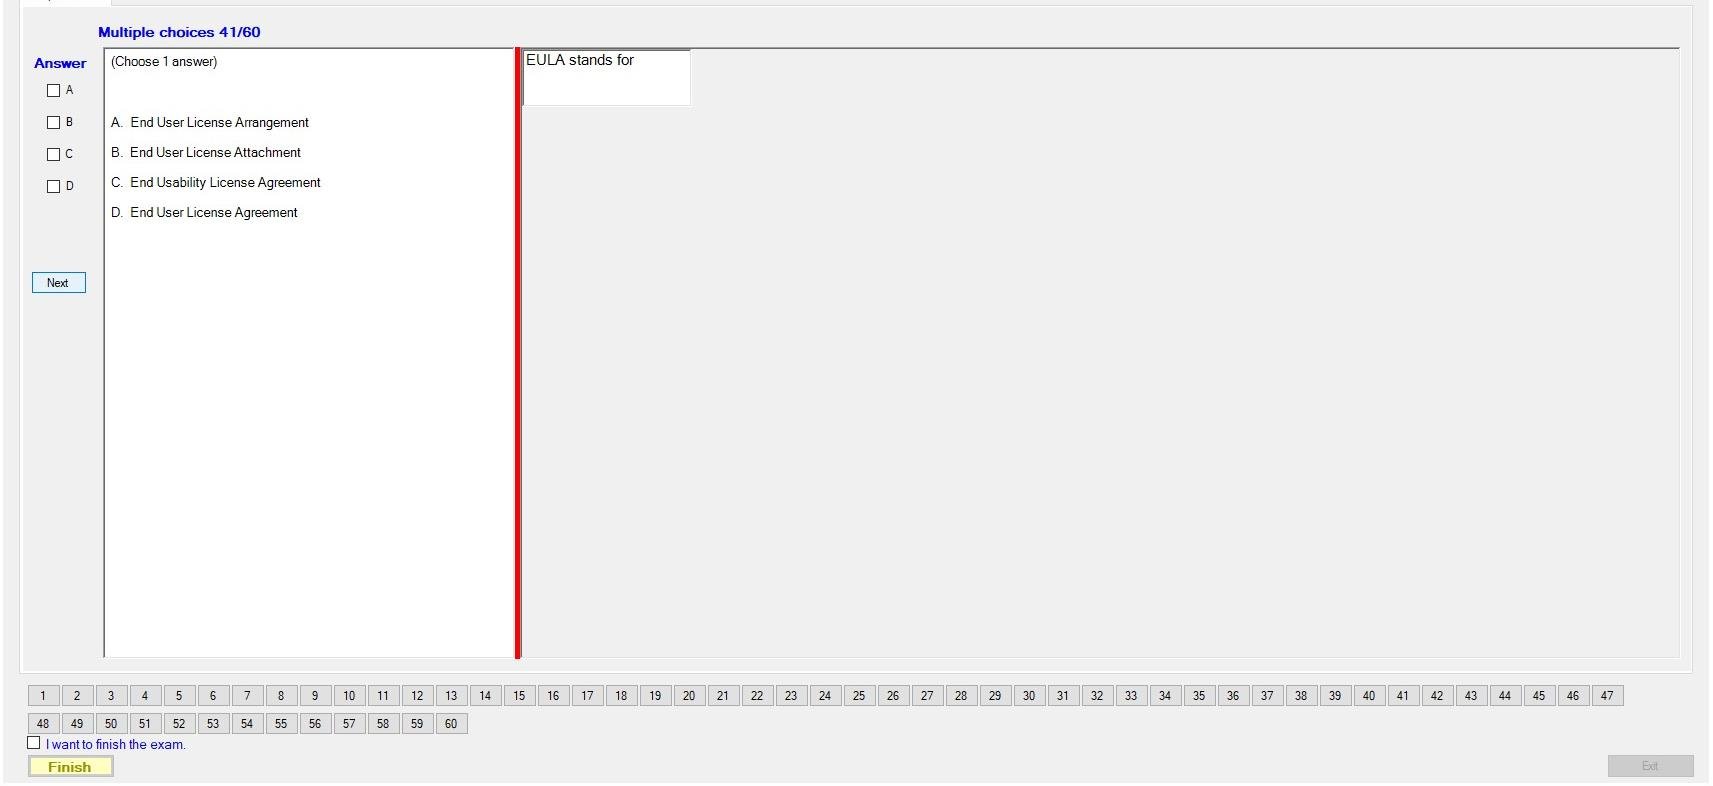 Multiple choices 41/60
Answer
A
B
C
D
Next
(Choose 1 answer)
A. End User License Arrangement
B. End User License Attachment
C. End Usability License Agreement
D. End User License Agreement
EULA stands for
1 2 3 4 5 6 7 8 9 10 11 12 13 14 15 16 17 18 19 20 21 22 23 24 25 26 27 28 29 30 31 32 33 34 35 36 37 38 39 40 41 42 43 44 45 46 47
48 49 50 51 52 53 54 55 56 57 58 59 60
I want to finish the exam.
Finish
Exit